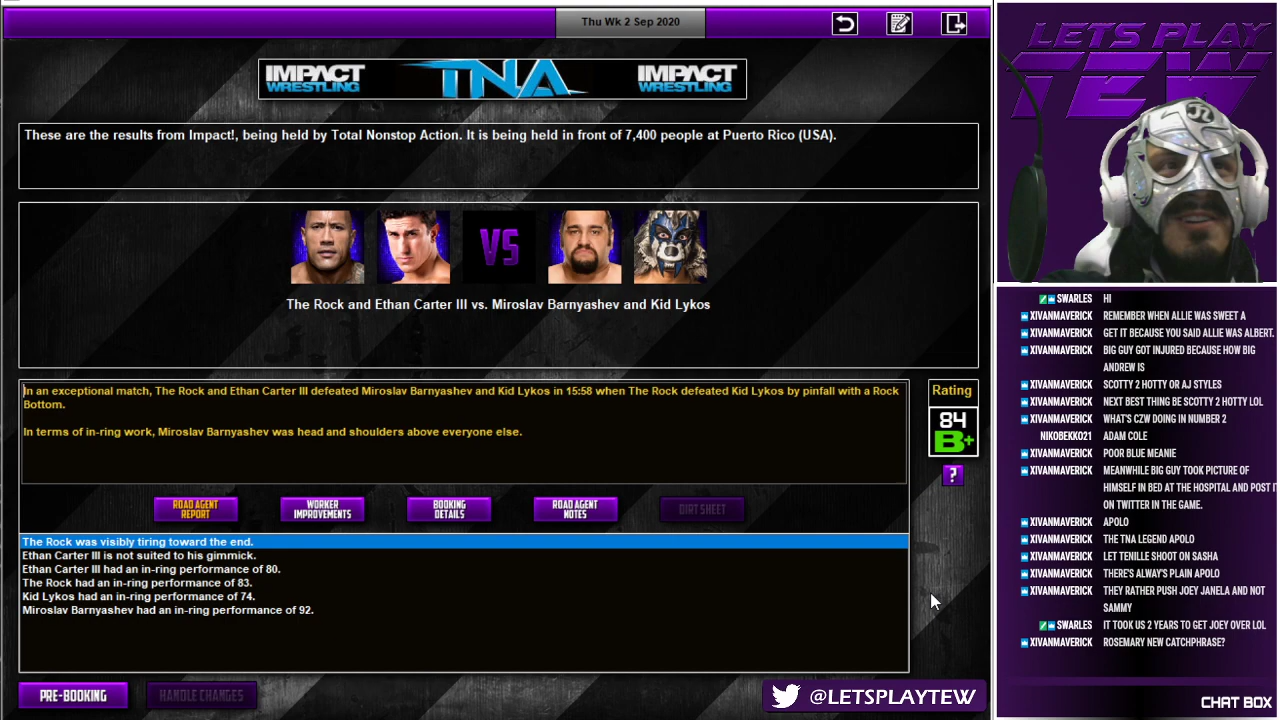 Thu Wk 2 Sep 2020
LETS PLAY
TEW
IMPACT
WRESTLING
TNA
IMPACT
WRESTLING
These are the results from Impact!, being held by Total Nonstop Action. It is being held in front of 7,400 people at Puerto Rico (USA).
VS
The Rock and Ethan Carter III vs. Miroslav Barnyashev and Kid Lykos
In an exceptional match, The Rock and Ethan Carter III defeated Miroslav Barnyashev and Kid Lykos in 15:58 when The Rock defeated Kid Lykos by pinfall with a Rock
Bottom.
In terms of in-ring work, Miroslav Barnyashev was head and shoulders above everyone else.
Rating
84
B+
?
ROAD AGENT
REPORT
WORKER
IMPROVEMENTS
BOOKING
DETAILS
ROAD AGENT
NOTES
DIRT SHEET
The Rock was visibly tiring toward the end.
Ethan Carter III is not suited to his gimmick.
Ethan Carter III had an in-ring performance of 80.
The Rock had an in-ring performance of 83.
Kid Lykos had an in-ring performance of 74.
Miroslav Barnyashev had an in-ring performance of 92.
PRE-BOOKING
HANDLE CHANGES
@LETSPLAYTEW
SWARLES HI
XIVANMAVERICK REMEMBER WHEN ALLIE WAS SWEET A
XIVANMAVERICK GET IT BECAUSE YOU SAID ALLIE WAS ALBERT.
XIVANMAVERICK BIG GUY GOT INJURED BECAUSE HOW BIG
ANDREW IS
XIVANMAVERICK SCOTTY 2 HOTTY OR AJ STYLES
XIVANMAVERICK NEXT BEST THING BE SCOTTY 2 HOTTY LOL
XIVANMAVERICK WHAT'S CZW DOING IN NUMBER 2
NIKOBEKKO21 ADAM COLE
XIVANMAVERICK POOR BLUE MEANIE
XIVANMAVERICK MEANWHILE BIG GUY TOOK PICTURE OF
HIMSELF IN BED AT THE HOSPITAL AND POST IT
ON TWITTER IN THE GAME.
XIVANMAVERICK APOLO
XIVANMAVERICK THE TNA LEGEND APOLO
XIVANMAVERICK LET TENILLE SHOOT ON SASHA
XIVANMAVERICK THERE'S ALWAY'S PLAIN APOLO
XIVANMAVERICK THEY RATHER PUSH JOEY JANELA AND NOT
SAMMY
SWARLES IT TOOK US 2 YEARS TO GET JOEY OVER LOL
XIVANMAVERICK ROSEMARY NEW CATCHPHRASE?
CHAT BOX